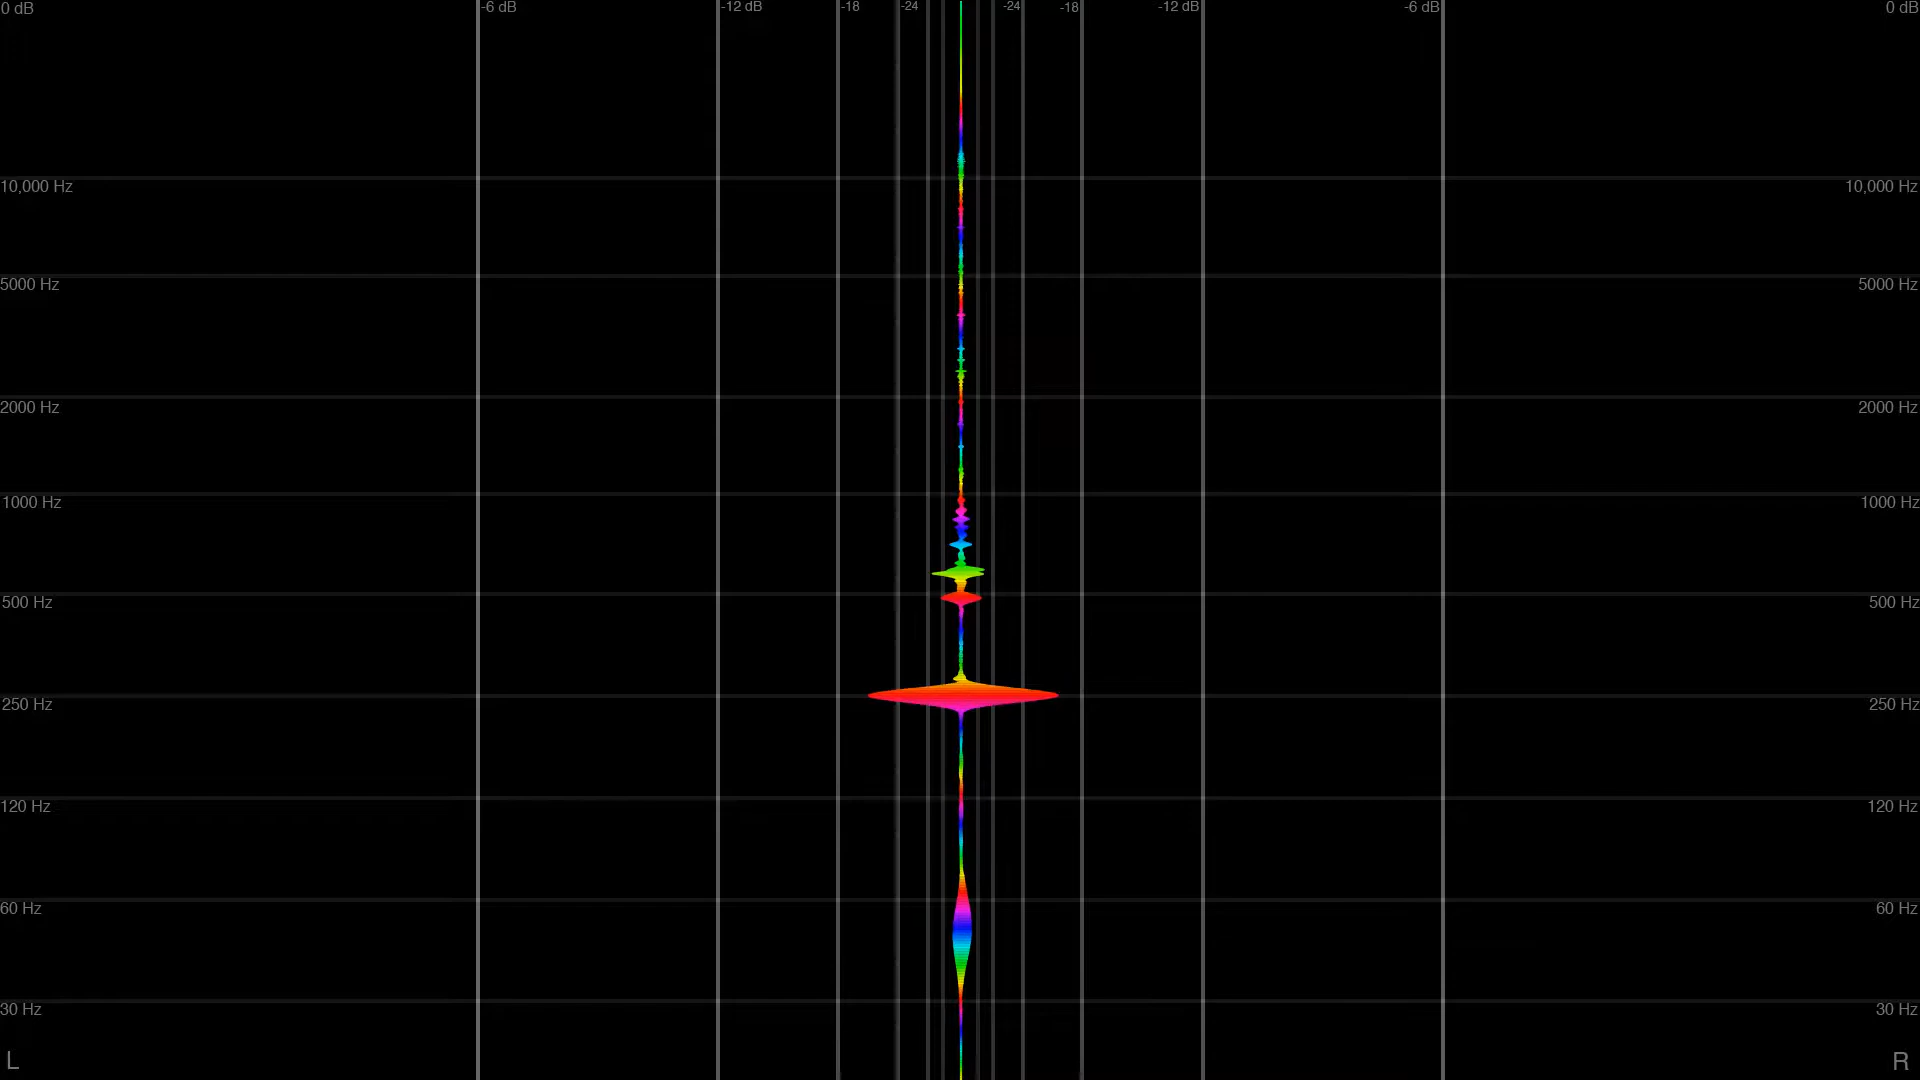 0 dB -6 dB -12 dB -18 -24 -24 -18 -12 dB -6 dB 0 dB
10,000 Hz 10,000 Hz
5000 Hz 5000 Hz
2000 Hz 2000 Hz
1000 Hz 1000 Hz
500 Hz 500 Hz
250 Hz 250 Hz
120 Hz 120 Hz
60 Hz 60 Hz
30 Hz 30 Hz
L R